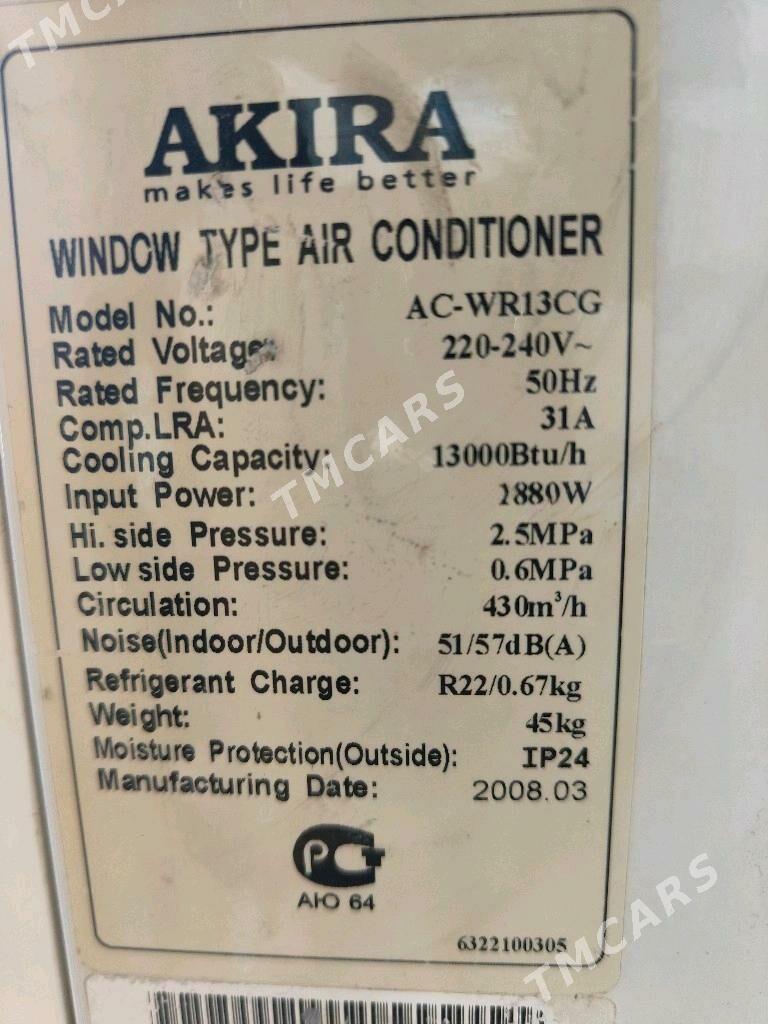 TMCARS
AKIRA
makes life better
WINDOW TYPE AIR CONDITIONER
Model No.: AC-WR13CG
Rated Voltage: 220-240V~
Rated Frequency: 50Hz
Comp.LRA: 31A
Cooling Capacity: 13000Btu/h
TMCARS
Input Power: 1880W
Hi. side Pressure: 2.5MPa
Low side Pressure: 0.6MPa
Circulation: 430m³/h
Noise(Indoor/Outdoor): 51/57dB(A)
Refrigerant Charge: R22/0.67kg
Weight: 45kg
Moisture Protection(Outside): IP24
Manufacturing Date: 2008.03
РСТ
АЮ 64
TMCARS
6322100305